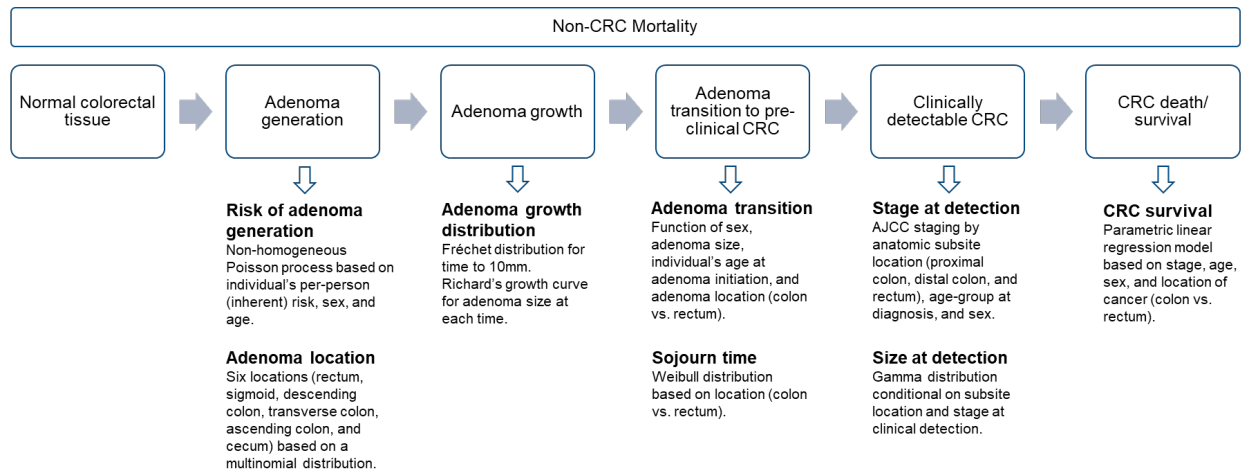 Non-CRC Mortality
Normal colorectal
tissue
Adenoma
generation
Adenoma growth
Adenoma
transition to pre-
clinical CRC
Clinically
detectable CRC
CRC death/
survival
Risk of adenoma
generation
Non-homogeneous
Poisson process based on
individual's per-person
(inherent) risk, sex, and
age.
Adenoma location
Six locations (rectum,
sigmoid, descending
colon, transverse colon,
ascending colon, and
cecum) based on a
multinomial distribution.
Adenoma growth
distribution
Fréchet distribution for
time to 10mm.
Richard's growth curve
for adenoma size at
each time.
Adenoma transition
Function of sex,
adenoma size,
individual's age at
adenoma initiation, and
adenoma location (colon
vs. rectum).
Sojourn time
Weibull distribution
based on location (colon
vs. rectum).
Stage at detection
AJCC staging by
anatomic subsite
location (proximal
colon, distal colon, and
rectum), age-group at
diagnosis, and sex.
Size at detection
Gamma distribution
conditional on subsite
location and stage at
clinical detection.
CRC survival
Parametric linear
regression model
based on stage, age,
sex, and location of
cancer (colon vs.
rectum).